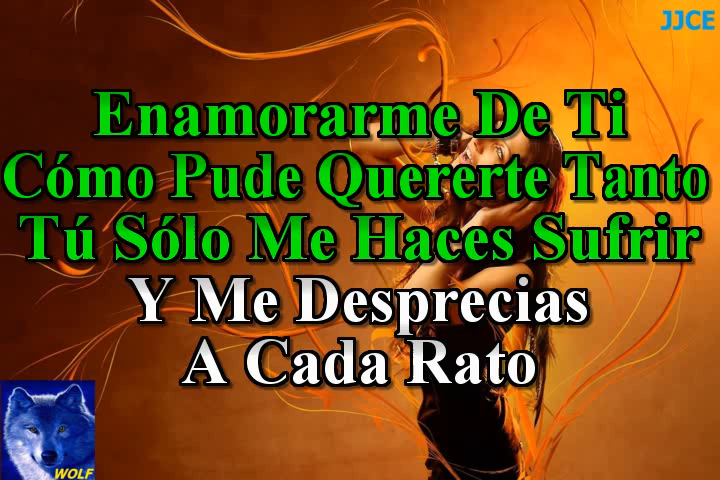 JJCE
Enamorarme De Ti
Cómo Pude Quererte Tanto
Tú Sólo Me Haces Sufrir
Y Me Desprecias
A Cada Rato
WOLF